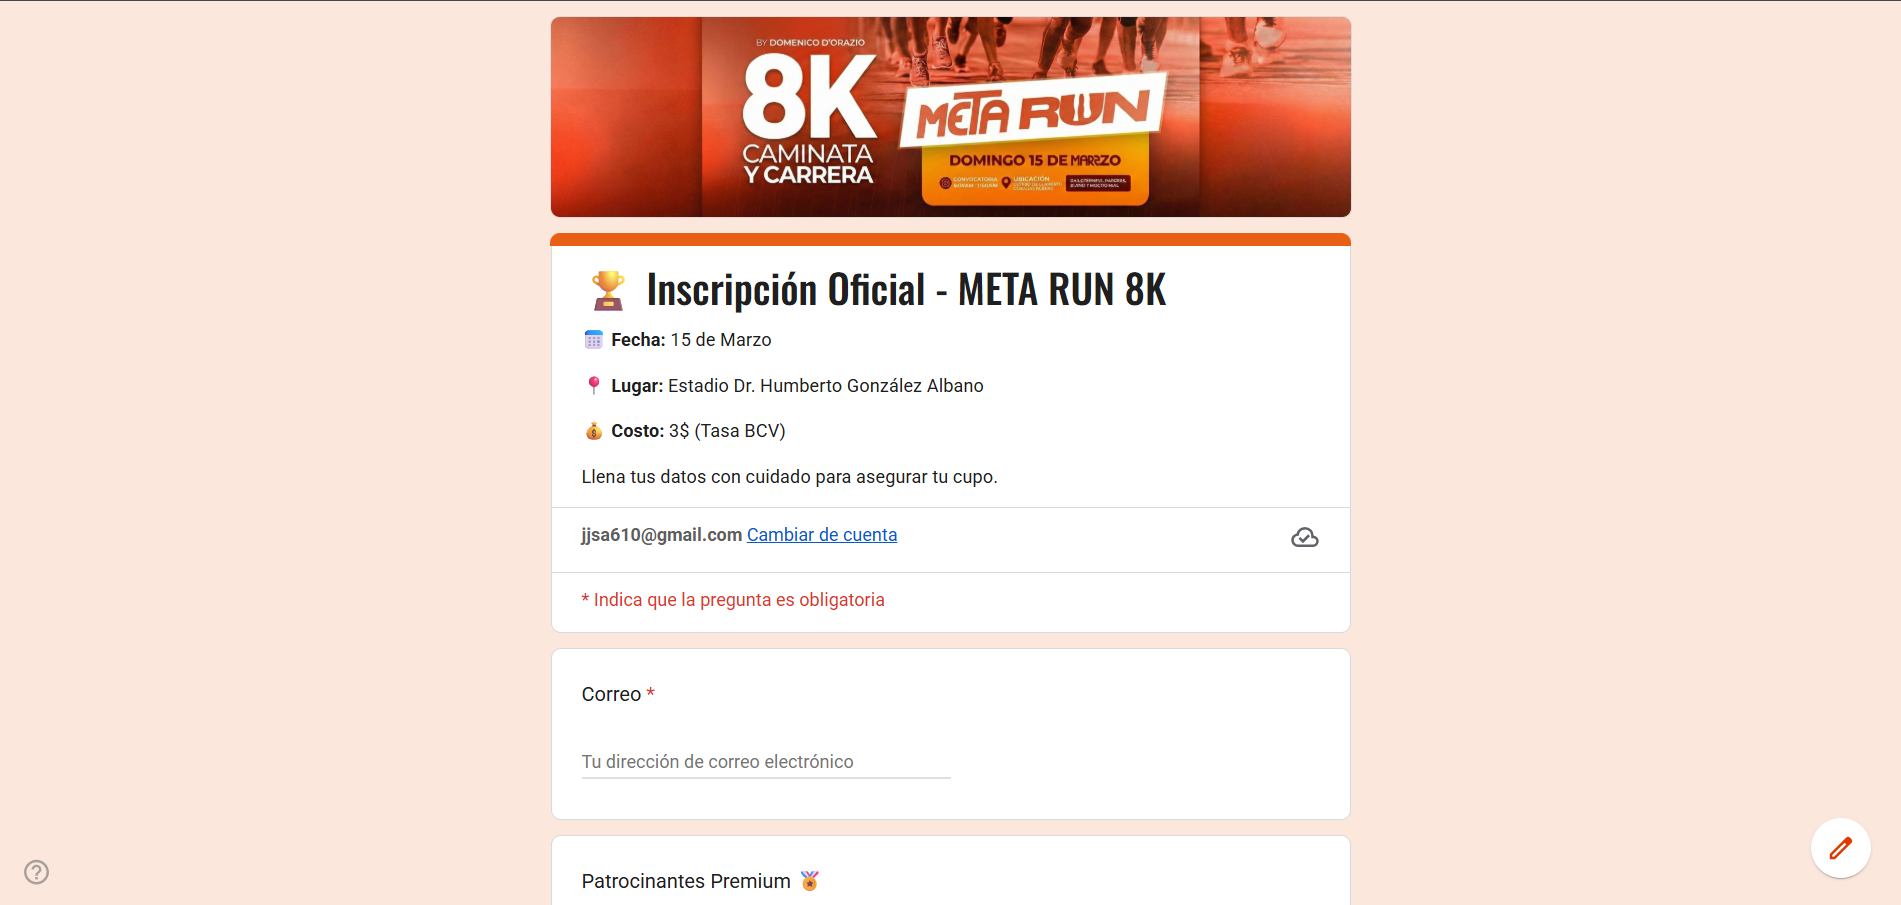 BY DOMENICO D'ORAZIO
8K
CAMINATA
Y CARRERA
META RUN
DOMINGO 15 DE MARZZO
CONVOCATORIA
UBICACIÓN
🏆 Inscripción Oficial - META RUN 8K
📅 Fecha: 15 de Marzo
📍 Lugar: Estadio Dr. Humberto González Albano
💰 Costo: 3$ (Tasa BCV)
Llena tus datos con cuidado para asegurar tu cupo.
jjsa610@gmail.com Cambiar de cuenta
* Indica que la pregunta es obligatoria
Correo *
Tu dirección de correo electrónico
Patrocinantes Premium 🏅